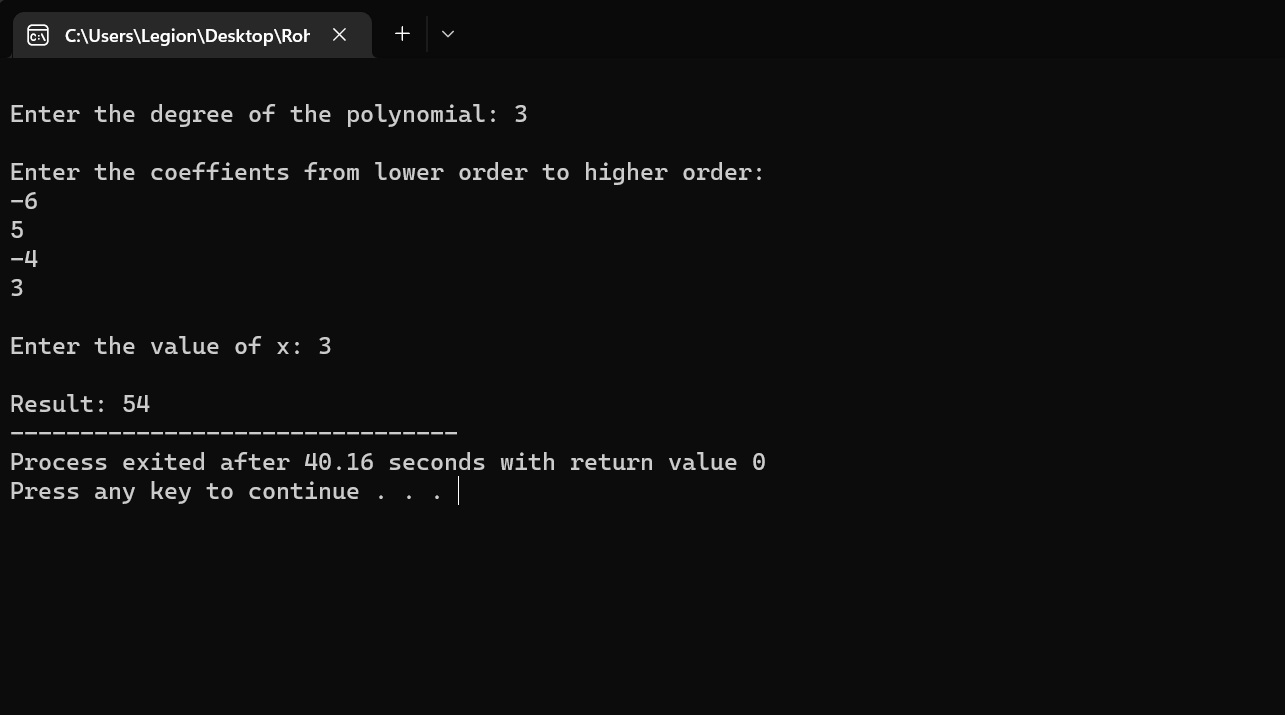 C:\Users\Legion\Desktop\Roh
Enter the degree of the polynomial: 3
Enter the coeffients from lower order to higher order:
-6
5
-4
3
Enter the value of x: 3
Result: 54
--------------------------------
Process exited after 40.16 seconds with return value 0
Press any key to continue . . .